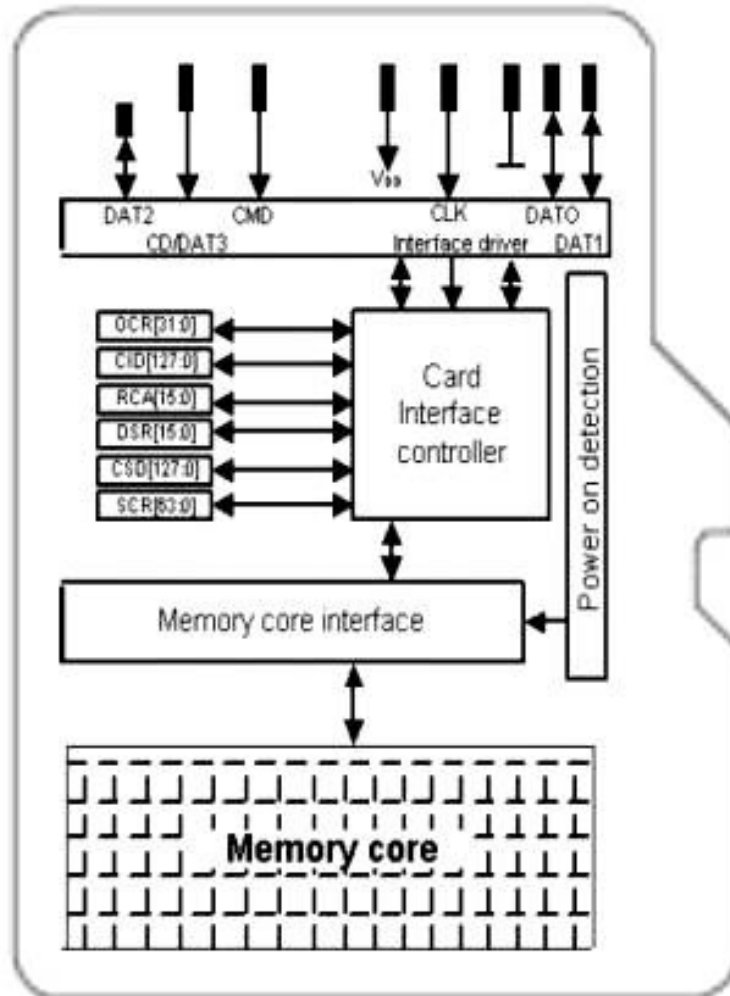 VDD
DAT2 CMD CLK DAT0
CD/DAT3 Interface driver DAT1
OCR[31:0]
CID[127:0]
RCA[15:0]
DSR[15:0]
CSD[127:0]
SCR[63:0]
Card
Interface
controller
Power on detection
Memory core interface
Memory core